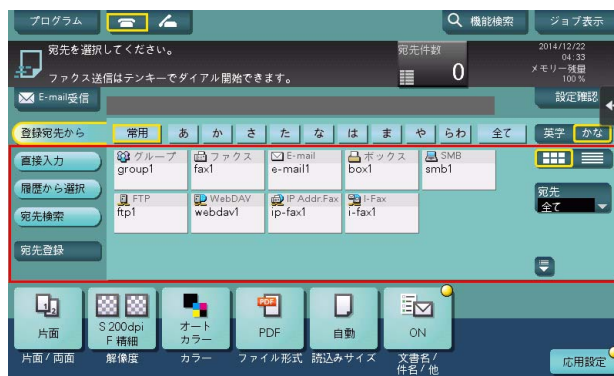 プログラム
機能検索
ジョブ表示
宛先を選択してください。
ファクス送信はテンキーでダイアル開始できます。
宛先件数
0
2014/12/22
04:33
メモリー残量
100 %
E-mail受信
設定確認
登録宛先から
常用 あ か さ た な は ま や らわ 全て
英字 かな
直接入力
履歴から選択
宛先検索
宛先登録
グループ
group1
ファクス
fax1
E-mail
e-mail1
ボックス
box1
SMB
smb1
FTP
ftp1
WebDAV
webdav1
IP Addr.Fax
ip-fax1
I-Fax
i-fax1
宛先
全て
片面
S 200dpi
F 精細
オート
カラー
PDF
自動
ON
片面 / 両面
解像度
カラー
ファイル形式
読込みサイズ
文書名 /
件名 / 他
応用設定